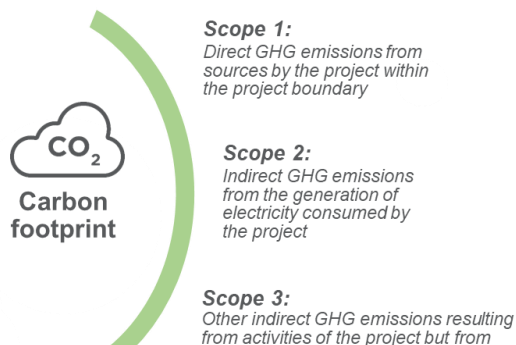 CO2
Carbon
footprint
Scope 1:
Direct GHG emissions from
sources by the project within
the project boundary
Scope 2:
Indirect GHG emissions
from the generation of
electricity consumed by
the project
Scope 3:
Other indirect GHG emissions resulting
from activities of the project but from